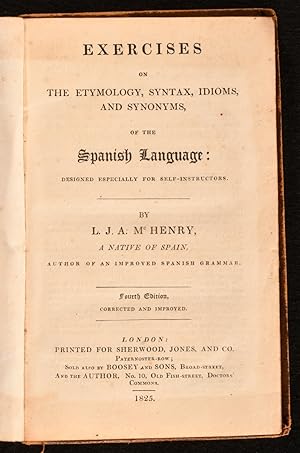 EXERCISES
ON
THE ETYMOLOGY, SYNTAX, IDIOMS,
AND SYNONYMS,
OF THE
Spanish Language:
DESIGNED ESPECIALLY FOR SELF-INSTRUCTORS.
BY
L. J. A. Mc HENRY,
A NATIVE OF SPAIN,
AUTHOR OF AN IMPROVED SPANISH GRAMMAR.
Fourth Edition,
CORRECTED AND IMPROVED.
LONDON:
PRINTED FOR SHERWOOD, JONES, AND CO.
PATERNOSTER-ROW;
SOLD ALSO BY BOOSEY AND SONS, BROAD-STREET,
AND THE AUTHOR, NO. 10, OLD FISH-STREET, DOCTORS'
COMMONS.
1825.